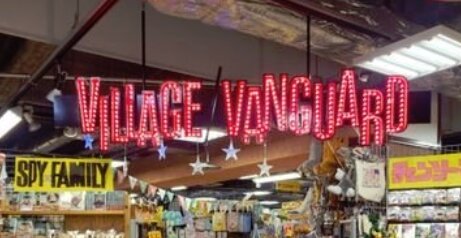 VILLAGE VANGUARD
SPY FAMILY
チェンソー